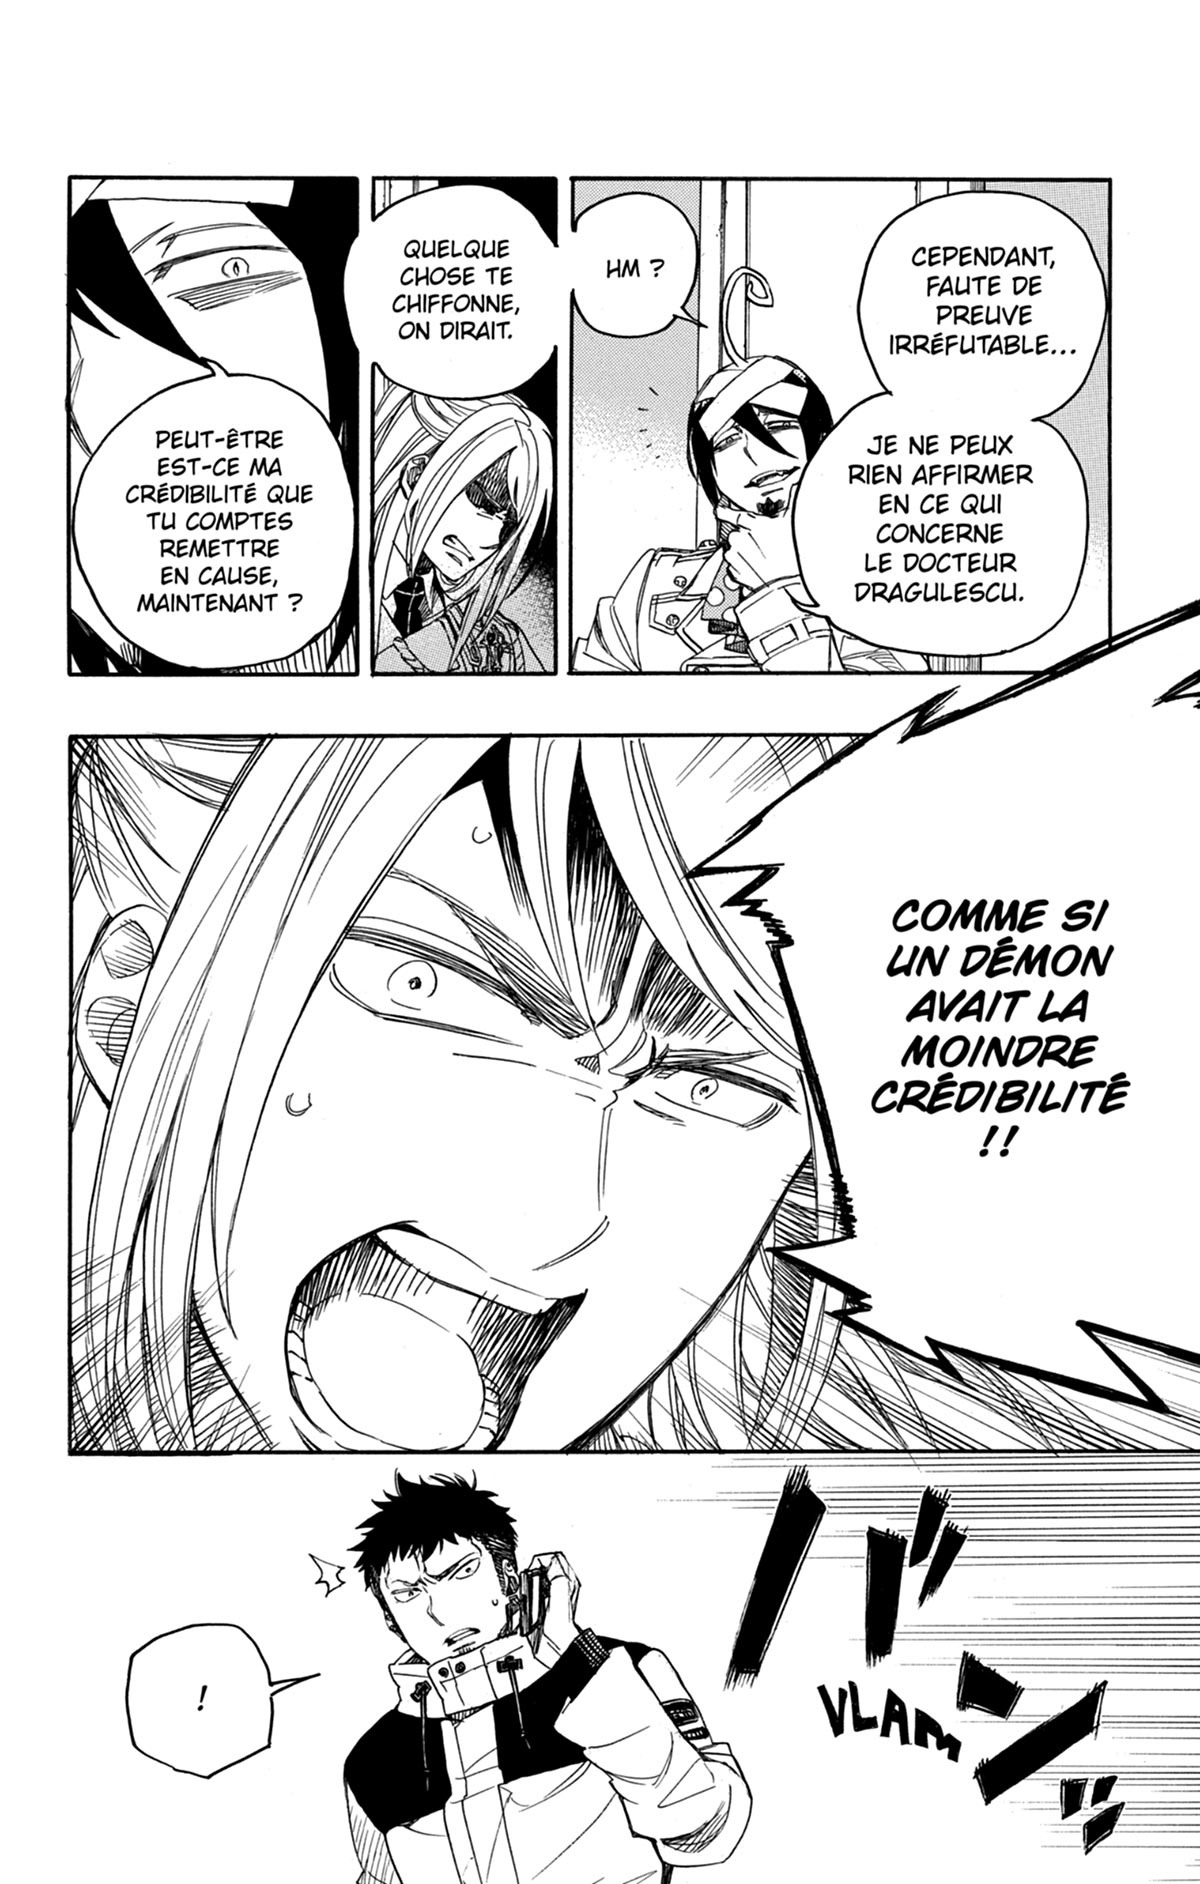 CEPENDANT,
FAUTE DE
PREUVE
IRRÉFUTABLE...
JE NE PEUX
RIEN AFFIRMER
EN CE QUI
CONCERNE
LE DOCTEUR
DRAGULESCU.
HM ?
QUELQUE
CHOSE TE
CHIFFONNE,
ON DIRAIT.
PEUT-ÊTRE
EST-CE MA
CRÉDIBILITÉ QUE
TU COMPTES
REMETTRE
EN CAUSE,
MAINTENANT ?
COMME SI
UN DÉMON
AVAIT LA
MOINDRE
CRÉDIBILITÉ
!!
バンッ
VLAM
!